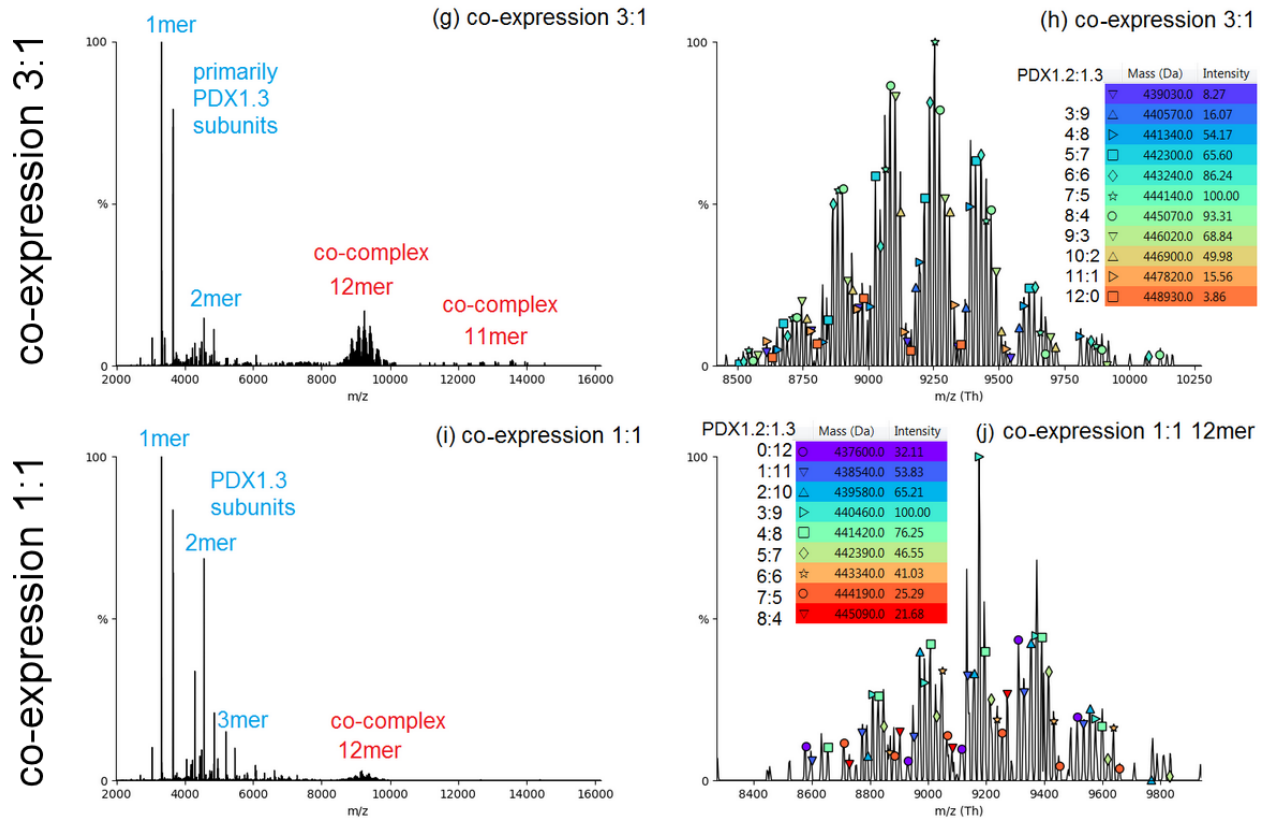 co-expression 3:1
(g) co-expression 3:1
1mer
primarily
PDX1.3
subunits
2mer
co-complex
12mer
co-complex
11mer
100
%
0
2000 4000 6000 8000 10000 12000 14000 16000
m/z
(h) co-expression 3:1
PDX1.2:1.3 Mass (Da) Intensity
439030.0 8.27
3:9 440570.0 16.07
4:8 441340.0 54.17
5:7 442300.0 65.60
6:6 443240.0 86.24
7:5 444140.0 100.00
8:4 445070.0 93.31
9:3 446020.0 68.84
10:2 446900.0 49.98
11:1 447820.0 15.56
12:0 448930.0 3.86
100
%
0
8500 8750 9000 9250 9500 9750 10000 10250
m/z (Th)
co-expression 1:1
(i) co-expression 1:1
1mer
PDX1.3
subunits
2mer
3mer
co-complex
12mer
100
%
0
2000 4000 6000 8000 10000 12000 14000 16000
m/z
(j) co-expression 1:1 12mer
PDX1.2:1.3 Mass (Da) Intensity
0:12 437600.0 32.11
1:11 438540.0 53.83
2:10 439580.0 65.21
3:9 440460.0 100.00
4:8 441420.0 76.25
5:7 442390.0 46.55
6:6 443340.0 41.03
7:5 444190.0 25.29
8:4 445090.0 21.68
100
%
0
8400 8600 8800 9000 9200 9400 9600 9800
m/z (Th)